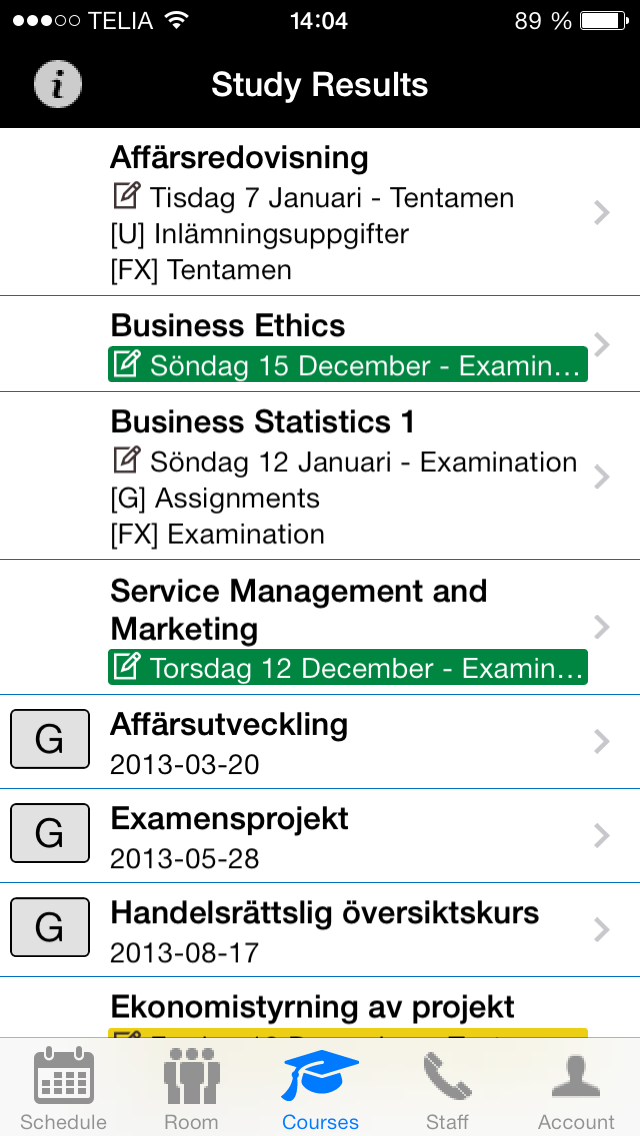 TELIA 14:04 89 %
Study Results
Affärsredovisning
Tisdag 7 Januari - Tentamen
[U] Inlämningsuppgifter
[FX] Tentamen
Business Ethics
Söndag 15 December - Examin...
Business Statistics 1
Söndag 12 Januari - Examination
[G] Assignments
[FX] Examination
Service Management and
Marketing
Torsdag 12 December - Examin...
G Affärsutveckling
2013-03-20
G Examensprojekt
2013-05-28
G Handelsrättslig översiktskurs
2013-08-17
Ekonomistyrning av projekt
Schedule Room Courses Staff Account